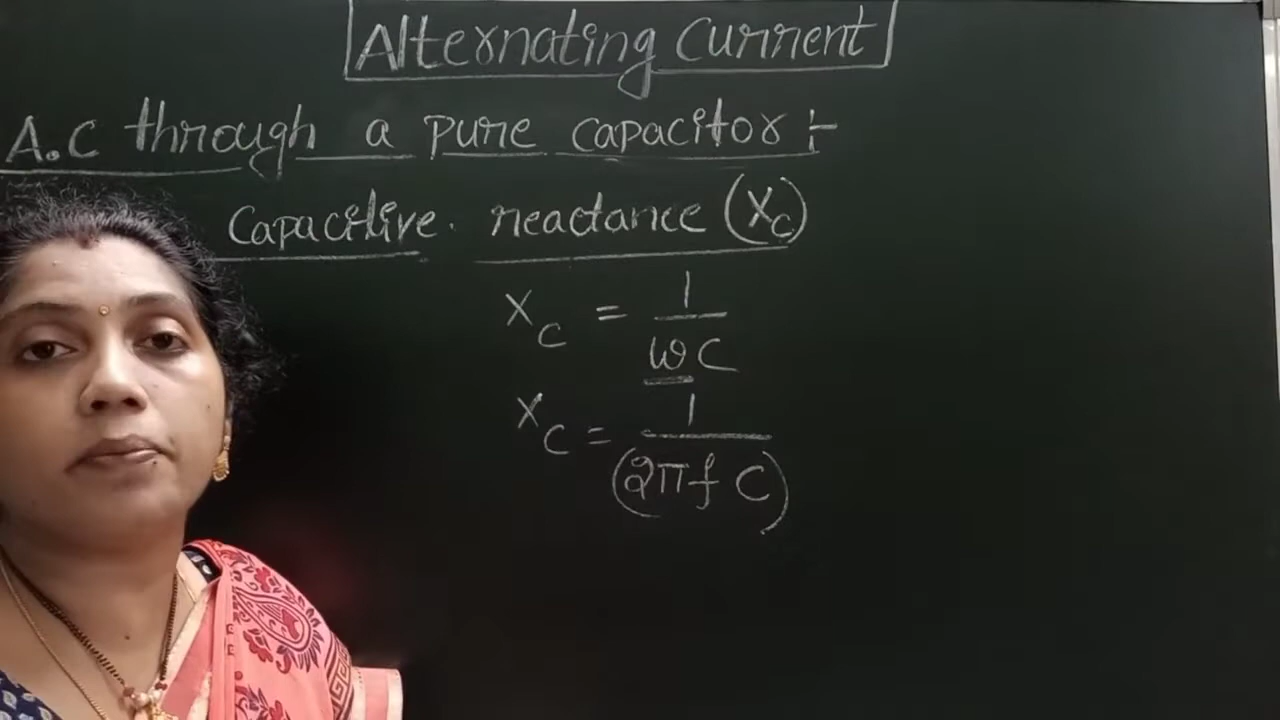 Alternating Current
A.C through a pure capacitor :-
Capacitive reactance (Xc)
Xc = 1/ωC
Xc = 1/(2πf C)